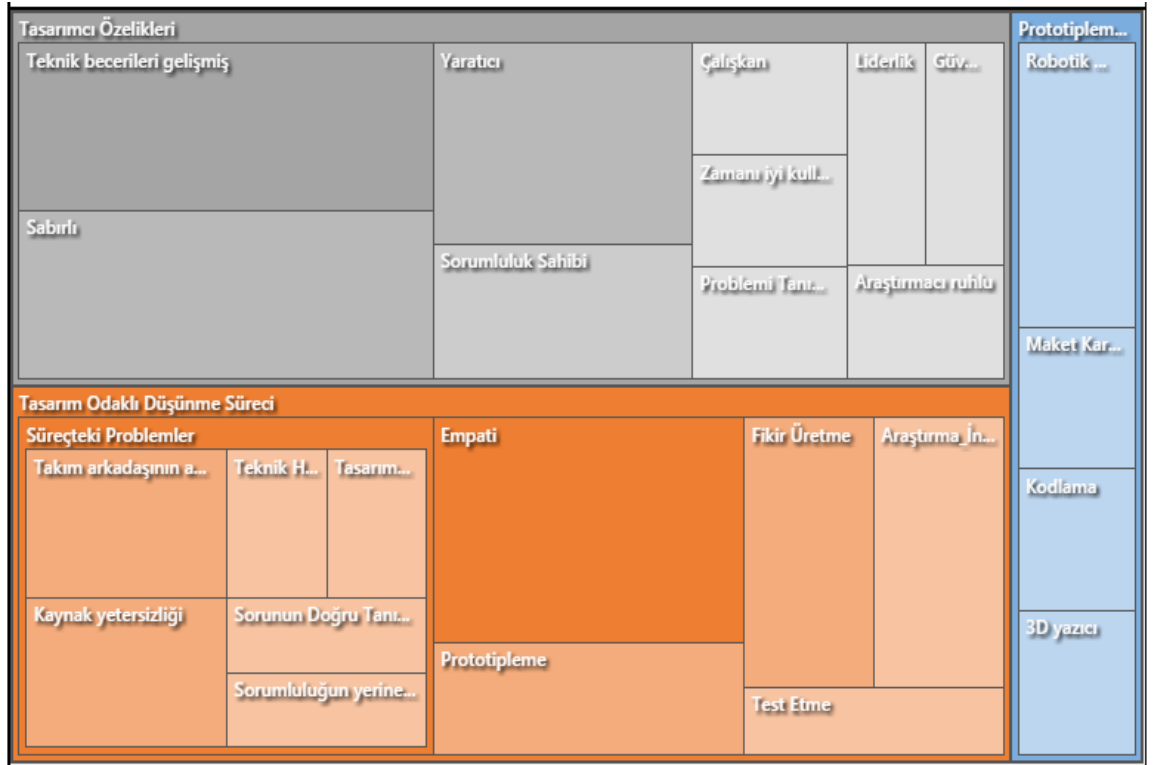 Tasarımcı Özelikleri
Teknik becerileri gelişmiş
Sabırlı
Yaratıcı
Sorumluluk Sahibi
Çalışkan
Zamanı iyi kull...
Problemi Tanı...
Liderlik
Güv...
Araştırmacı ruhlu
Tasarım Odaklı Düşünme Süreci
Süreçteki Problemler
Takım arkadaşının a...
Kaynak yetersizliği
Teknik H...
Tasarım...
Sorunun Doğru Tanı...
Sorumluluğun yerine...
Empati
Prototipleme
Fikir Üretme
Araştırma_İn...
Test Etme
Prototiplem...
Robotik ...
Maket Kar...
Kodlama
3D yazıcı